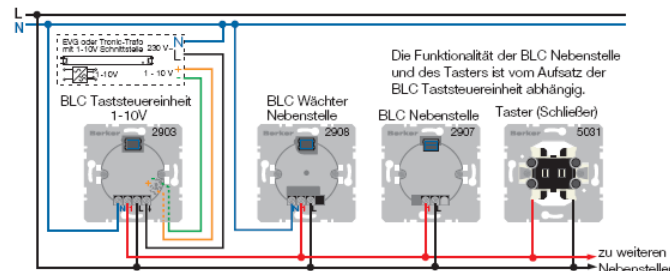 L
N
EVG oder Tronic-Trafo
mit 1-10V Schnittstelle
230 V~
N
L
+
-
1-10V
1 - 10 V
Die Funktionalität der BLC Nebenstelle
und des Tasters ist vom Aufsatz der
BLC Taststeuereinheit abhängig.
BLC Taststeuereinheit
1-10V
BLC Wächter
Nebenstelle
BLC Nebenstelle
Taster (Schließer)
Berker
2903
Berker
2908
Berker
2907
Berker
5031
N
H
L
N
H
L
H
L
zu weiteren
Nebenstellen